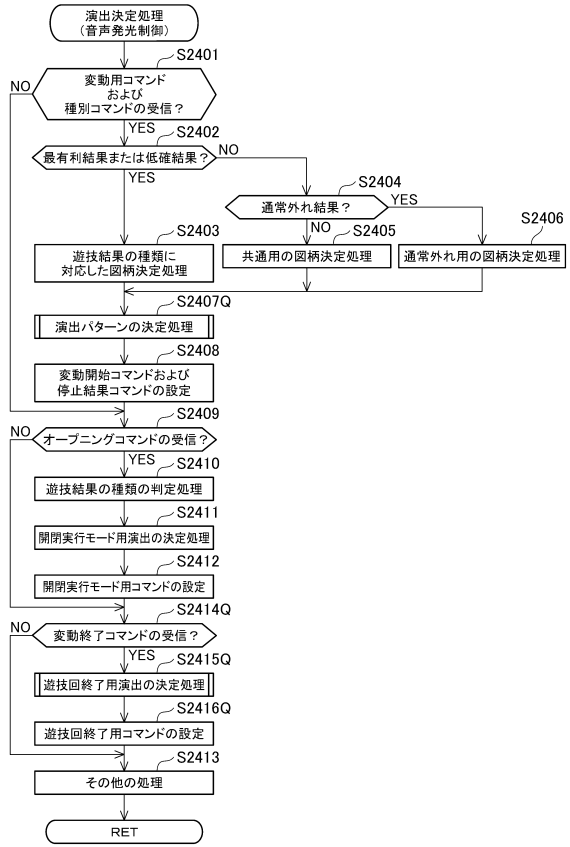 演出決定処理
(音声発光制御)
S2401
変動用コマンド
および
種別コマンドの受信？
NO
YES
S2402
最有利結果または低確結果？
NO
YES
S2404
通常外れ結果？
YES
NO
S2403
遊技結果の種類に
対応した図柄決定処理
S2405
共通用の図柄決定処理
S2406
通常外れ用の図柄決定処理
S2407Q
演出パターンの決定処理
S2408
変動開始コマンドおよび
停止結果コマンドの設定
S2409
オープニングコマンドの受信？
NO
YES
S2410
遊技結果の種類の判定処理
S2411
開閉実行モード用演出の決定処理
S2412
開閉実行モード用コマンドの設定
S2414Q
変動終了コマンドの受信？
NO
YES
S2415Q
遊技回終了用演出の決定処理
S2416Q
遊技回終了用コマンドの設定
S2413
その他の処理
RET